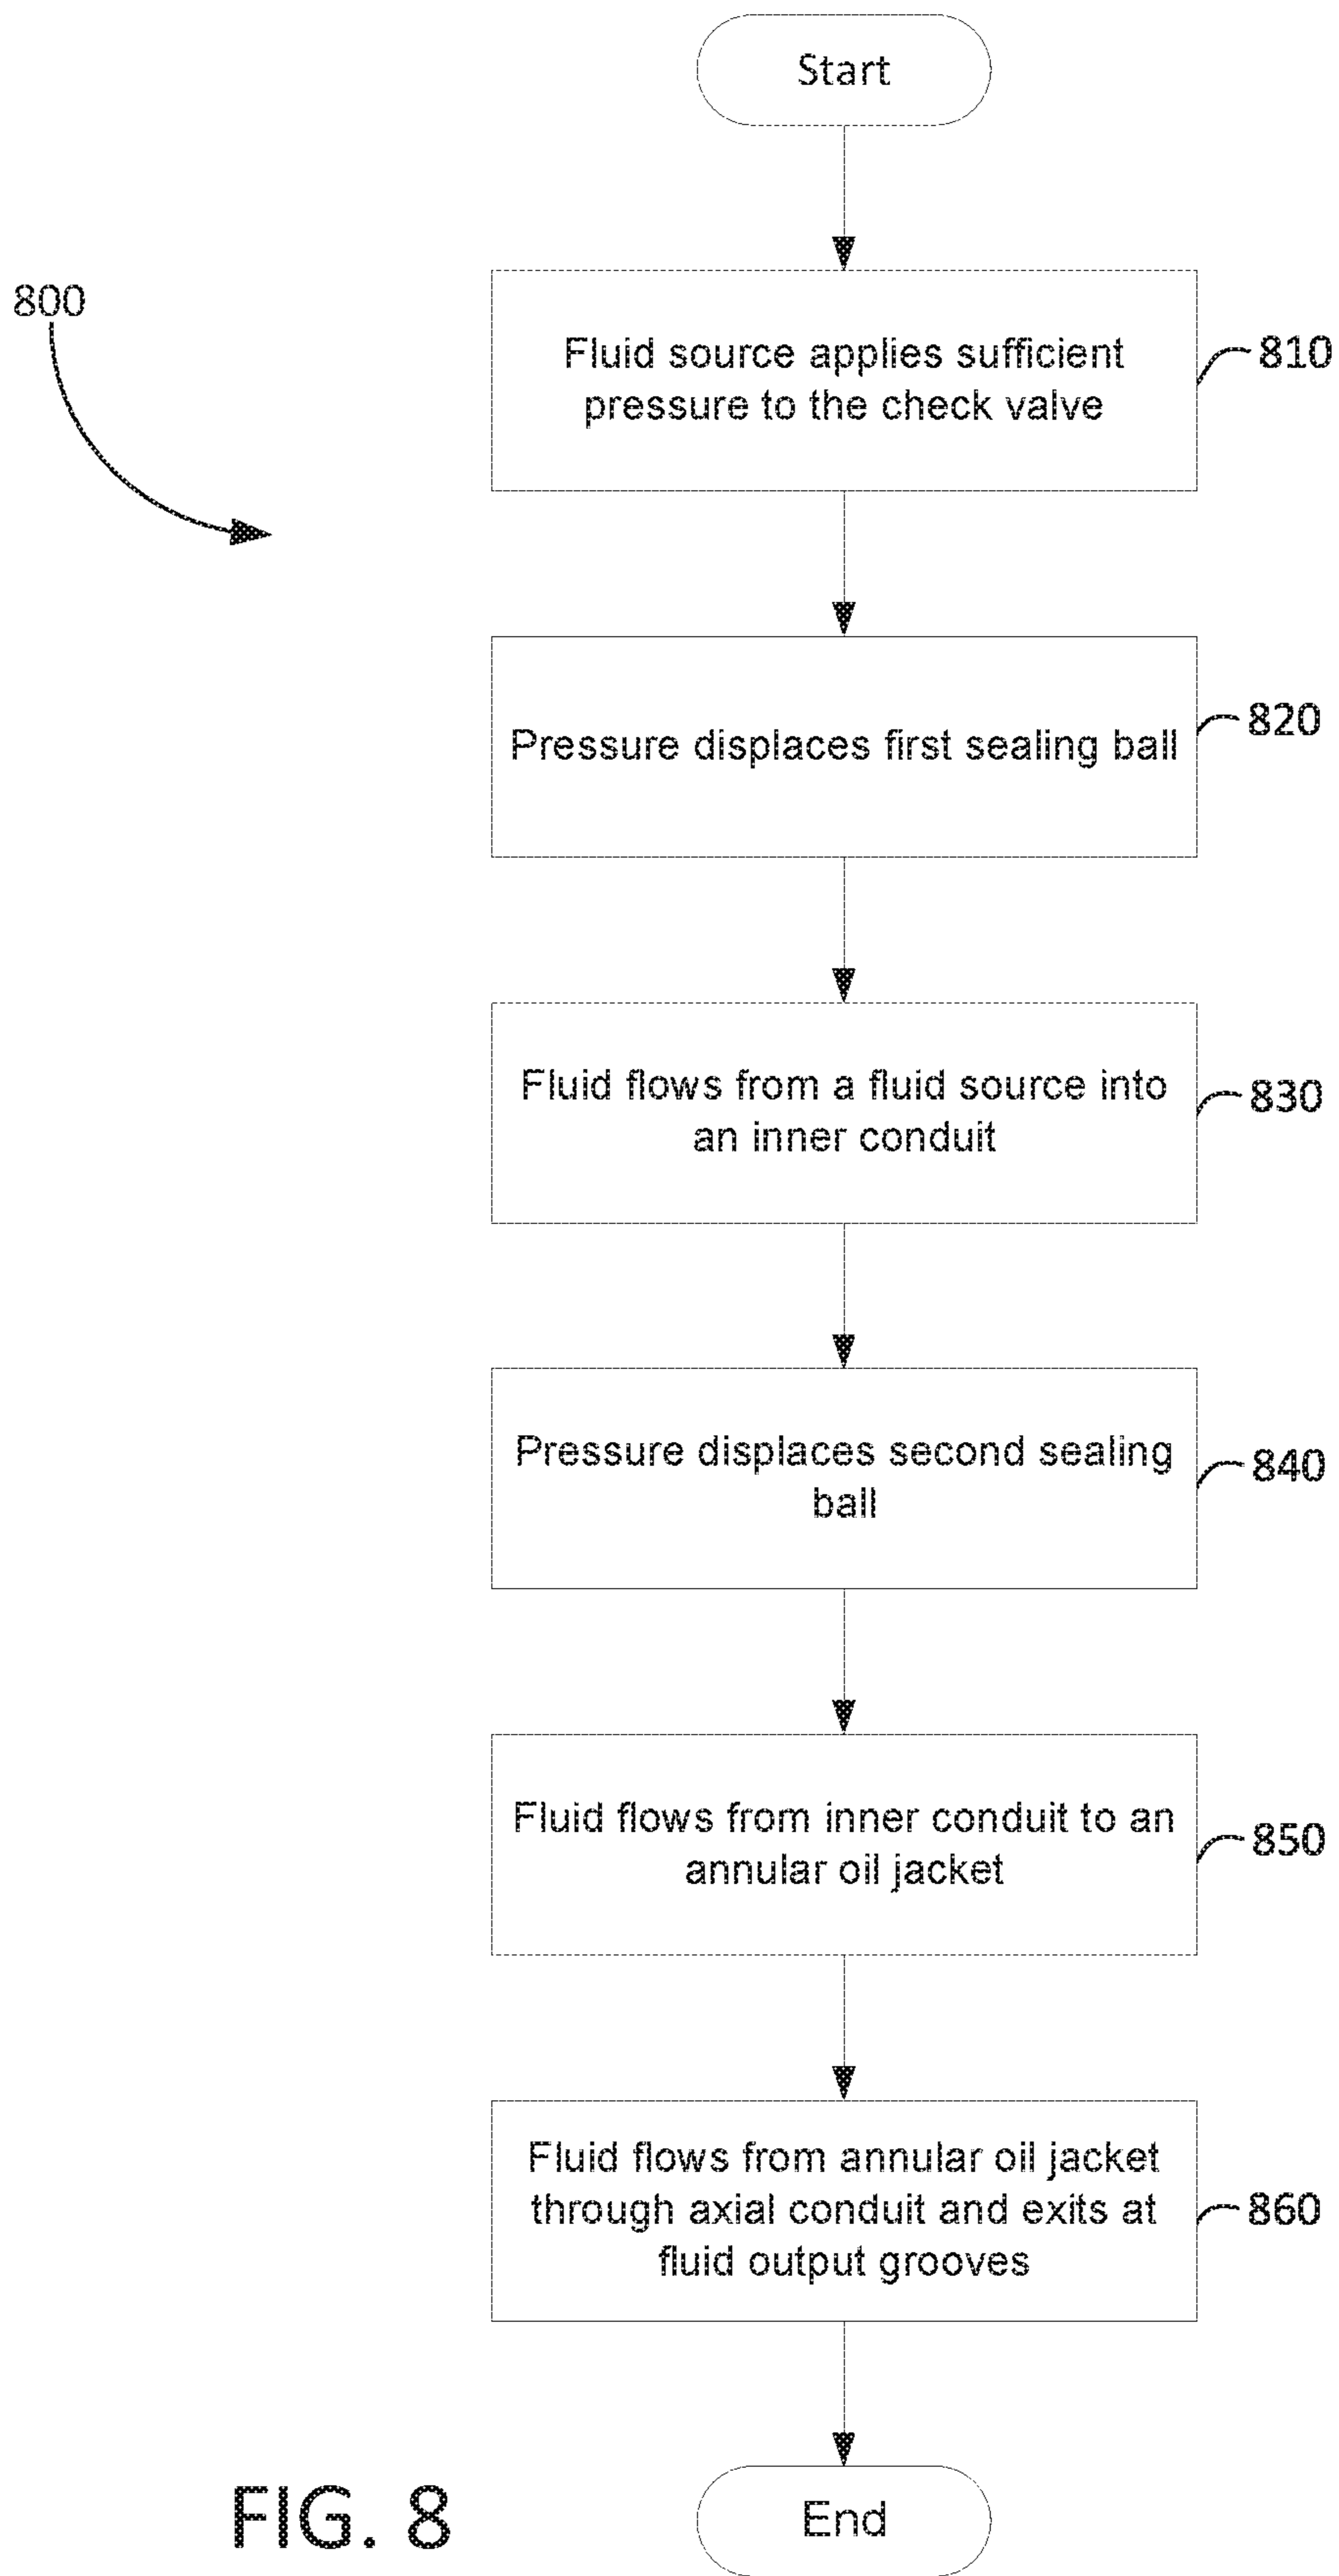 Start
800
Fluid source applies sufficient
pressure to the check valve
810
Pressure displaces first sealing ball
820
Fluid flows from a fluid source into
an inner conduit
830
Pressure displaces second sealing
ball
840
Fluid flows from inner conduit to an
annular oil jacket
850
Fluid flows from annular oil jacket
through axial conduit and exits at
fluid output grooves
860
End
FIG. 8